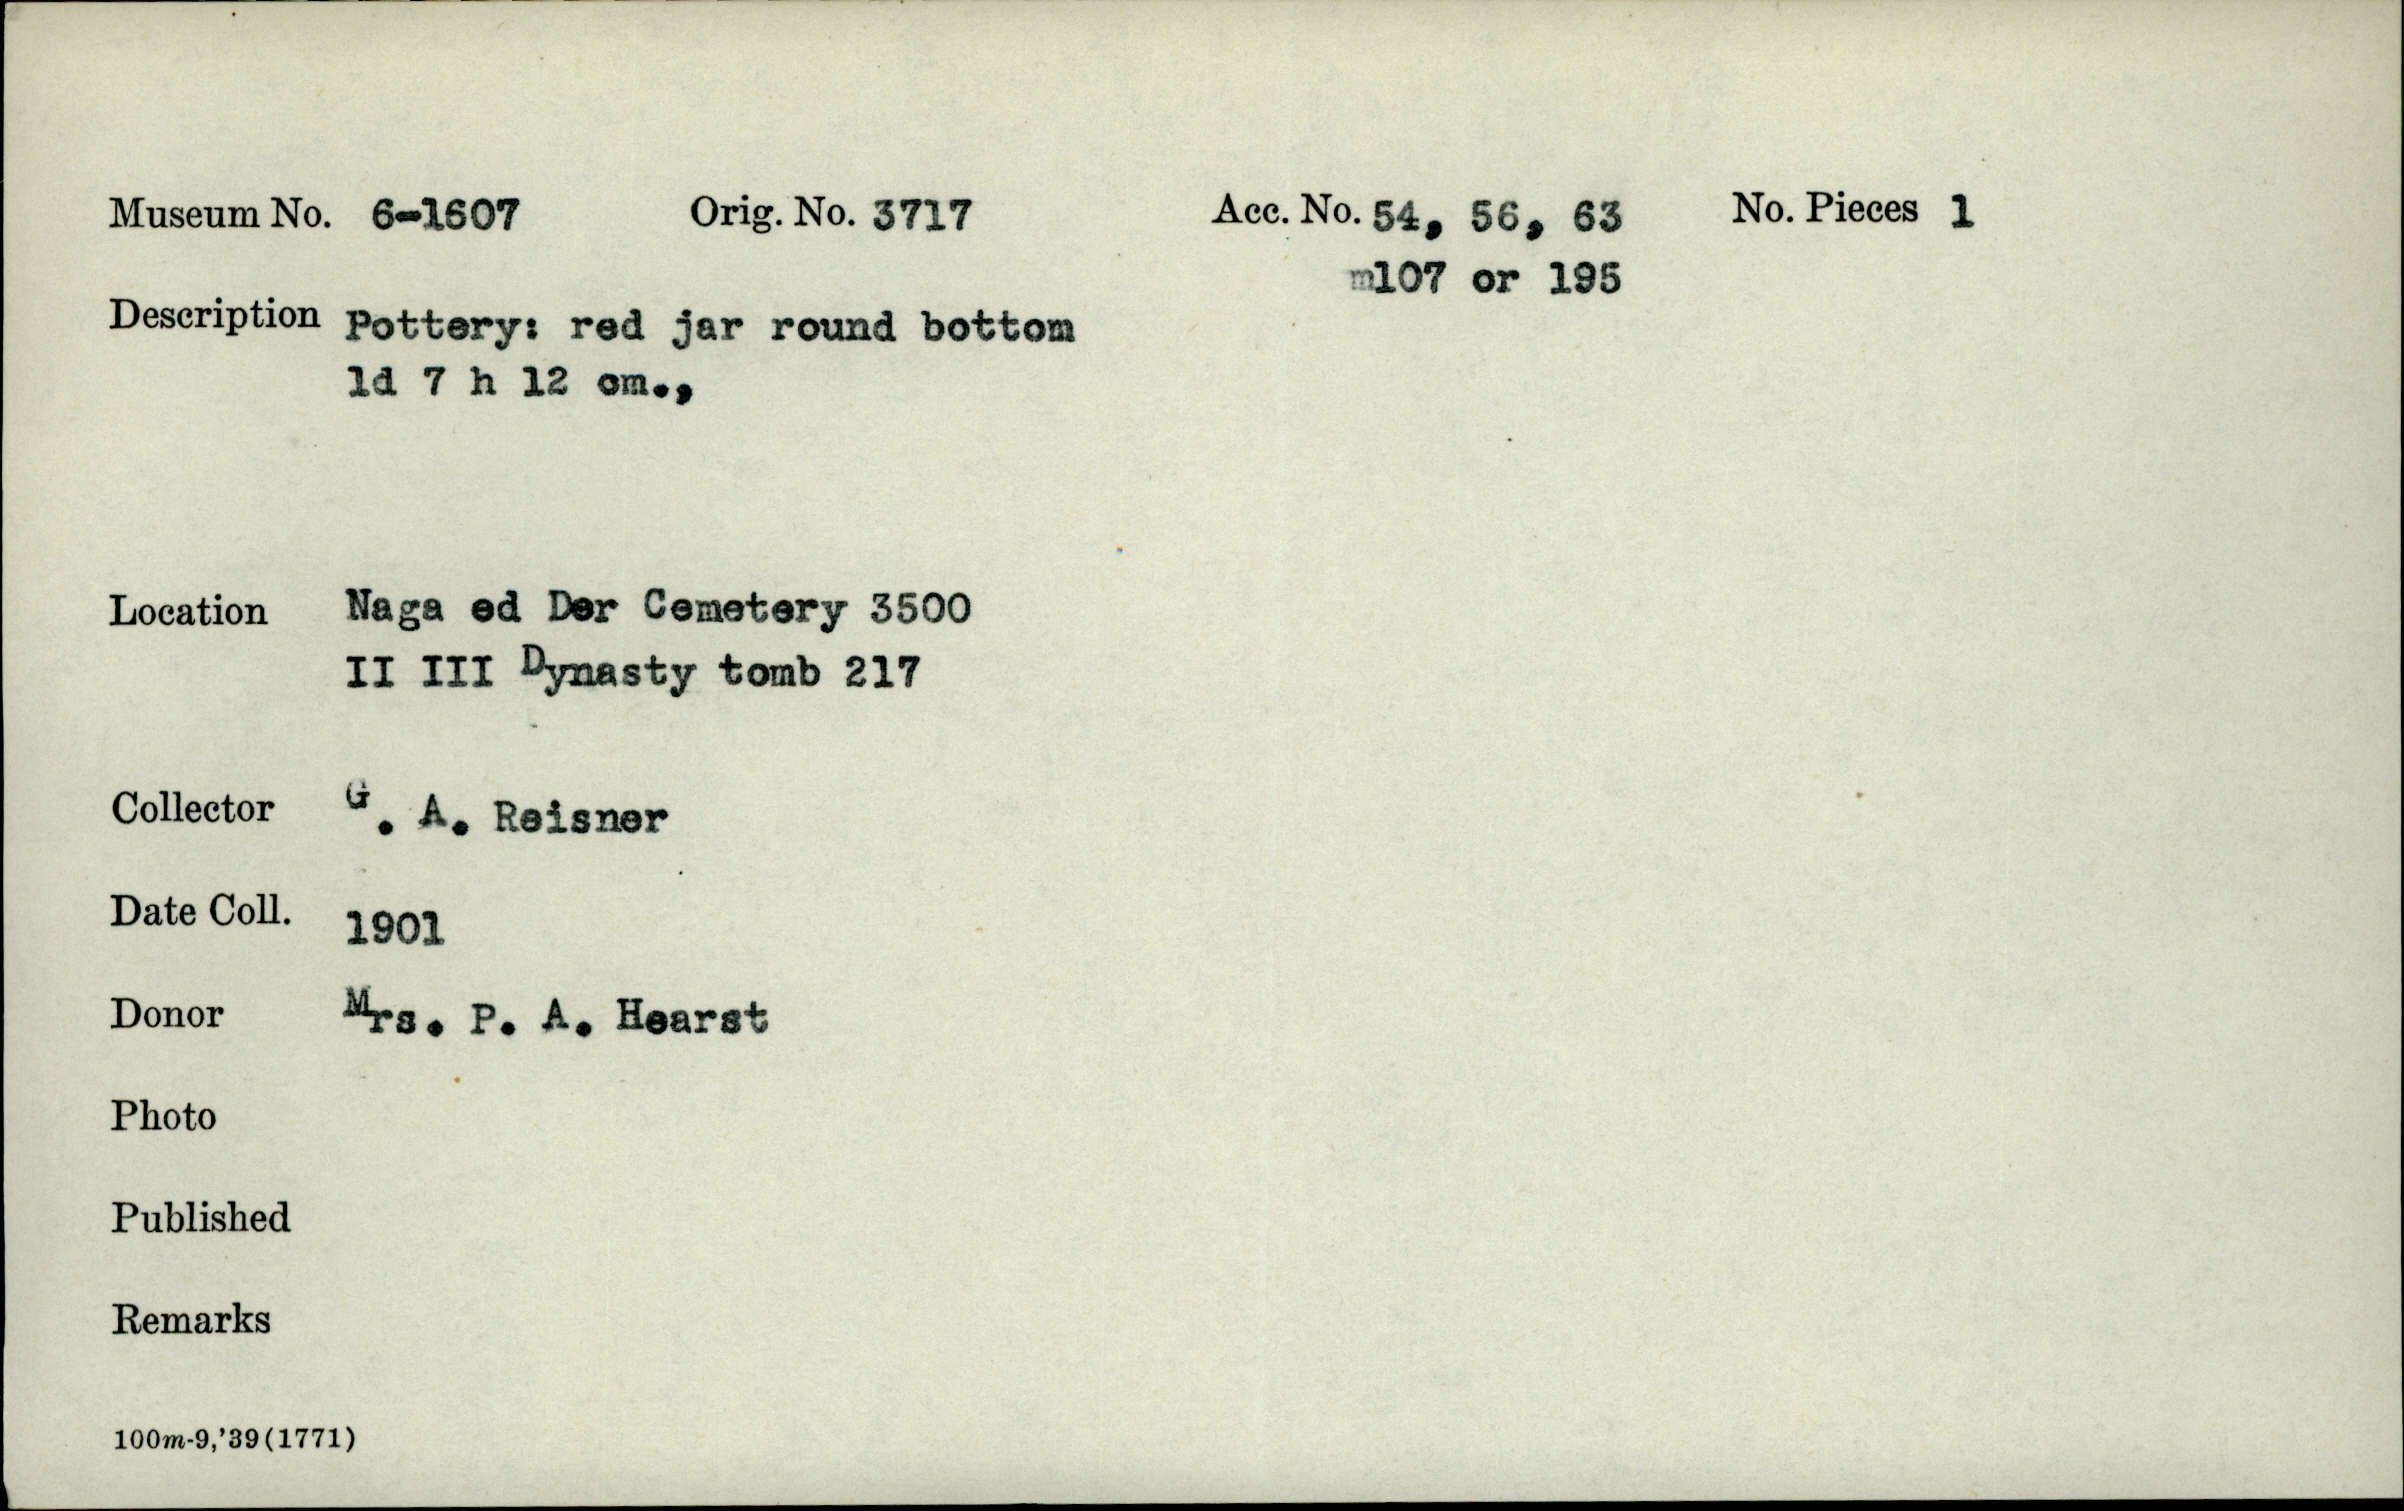 Museum No. 6-1607 Orig. No. 3717 Acc. No. 54, 56, 63 No. Pieces 1
m107 or 195
Description Pottery: red jar round bottom
ld 7 h 12 cm.,
Location Naga ed Der Cemetery 3500
II III Dynasty tomb 217
Collector G. A. Reisner
Date Coll. 1901
Donor Mrs. P. A. Hearst
Photo
Published
Remarks
100m-9,'39(1771)